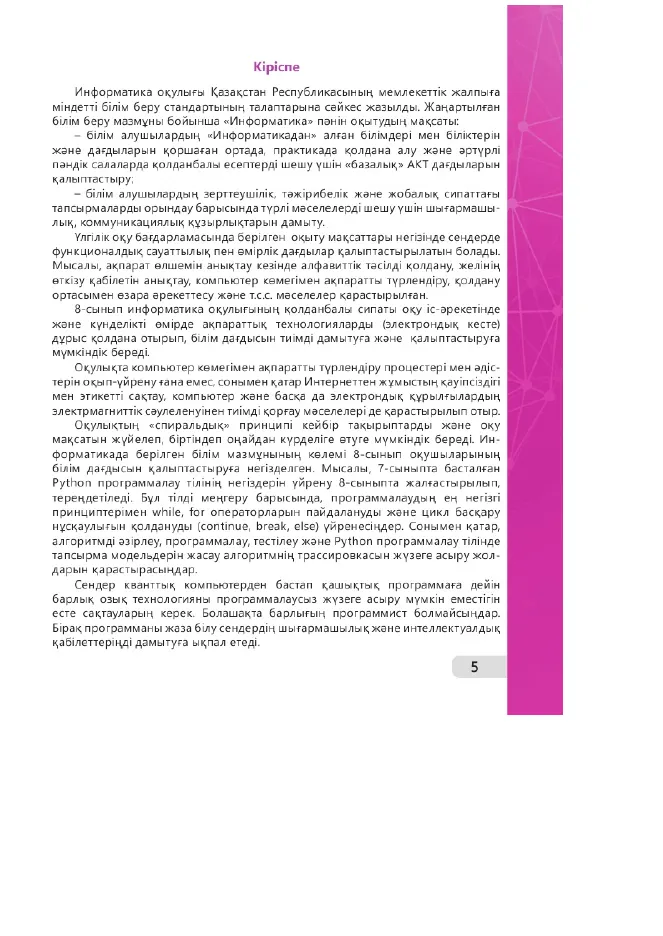 Кіріспе
Информатика оқулығы Қазақстан Республикасының мемлекеттік жалпыға
міндетті білім беру стандартының талаптарына сәйкес жазылды. Жаңартылған
білім беру мазмұны бойынша «Информатика» пәнін оқытудың мақсаты:
– білім алушылардың «Информатикадан» алған білімдері мен біліктерін
және дағдыларын қоршаған ортада, практикада қолдана алу және әртүрлі
пәндік салаларда қолданбалы есептерді шешу үшін «базалық» АКТ дағдыларын
қалыптастыру;
– білім алушылардың зерттеушілік, тәжірибелік және жобалық сипаттағы
тапсырмаларды орындау барысында түрлі мәселелерді шешу үшін шығармашы-
лық, коммуникациялық құзырлықтарын дамыту.
Үлгілік оқу бағдарламасында берілген оқыту мақсаттары негізінде сендерде
функционалдық сауаттылық пен өмірлік дағдылар қалыптастырылатын болады.
Мысалы, ақпарат өлшемін анықтау кезінде алфавиттік тәсілді қолдану, желінің
өткізу қабілетін анықтау, компьютер көмегімен ақпаратты түрлендіру, қолдану
ортасымен өзара әрекеттесу және т.с.с. мәселелер қарастырылған.
8-сынып информатика оқулығының қолданбалы сипаты оқу іс-әрекетінде
және күнделікті өмірде ақпараттық технологияларды (электрондық кесте)
дұрыс қолдана отырып, білім дағдысын тиімді дамытуға және қалыптастыруға
мүмкіндік береді.
Оқулықта компьютер көмегімен ақпаратты түрлендіру процестері мен әдіс-
терін оқып-үйрену ғана емес, сонымен қатар Интернеттен жұмыстың қауіпсіздігі
мен этикетті сақтау, компьютер және басқа да электрондық құрылғылардың
электрмагниттік сәулеленуінен тиімді қорғау мәселелері де қарастырылып отыр.
Оқулықтың «спиральдық» принципі кейбір тақырыптарды және оқу
мақсатын жүйелеп, біртіндеп оңайдан күрделіге өтуге мүмкіндік береді. Ин-
форматикада берілген білім мазмұнының көлемі 8-сынып оқушыларының
білім дағдысын қалыптастыруға негізделген. Мысалы, 7-сыныпта басталған
Python программалау тілінің негіздерін үйрену 8-сыныпта жалғастырылып,
тереңдетіледі. Бұл тілді меңгеру барысында, программалаудың ең негізгі
принциптерімен while, for операторларын пайдалануды және цикл басқару
нұсқаулығын қолдануды (continue, break, else) үйренесіңдер. Сонымен қатар,
алгоритмді әзірлеу, программалау, тестілеу және Python программалау тілінде
тапсырма модельдерін жасау алгоритмнің трассировкасын жүзеге асыру жол-
дарын қарастырасыңдар.
Сендер кванттық компьютерден бастап қашықтық программаға дейін
барлық озық технологияны программалаусыз жүзеге асыру мүмкін еместігін
есте сақтауларың керек. Болашақта барлығың программист болмайсыңдар.
Бірақ программаны жаза білу сендердің шығармашылық және интеллектуалдық
қабілеттеріңді дамытуға ықпал етеді.
5